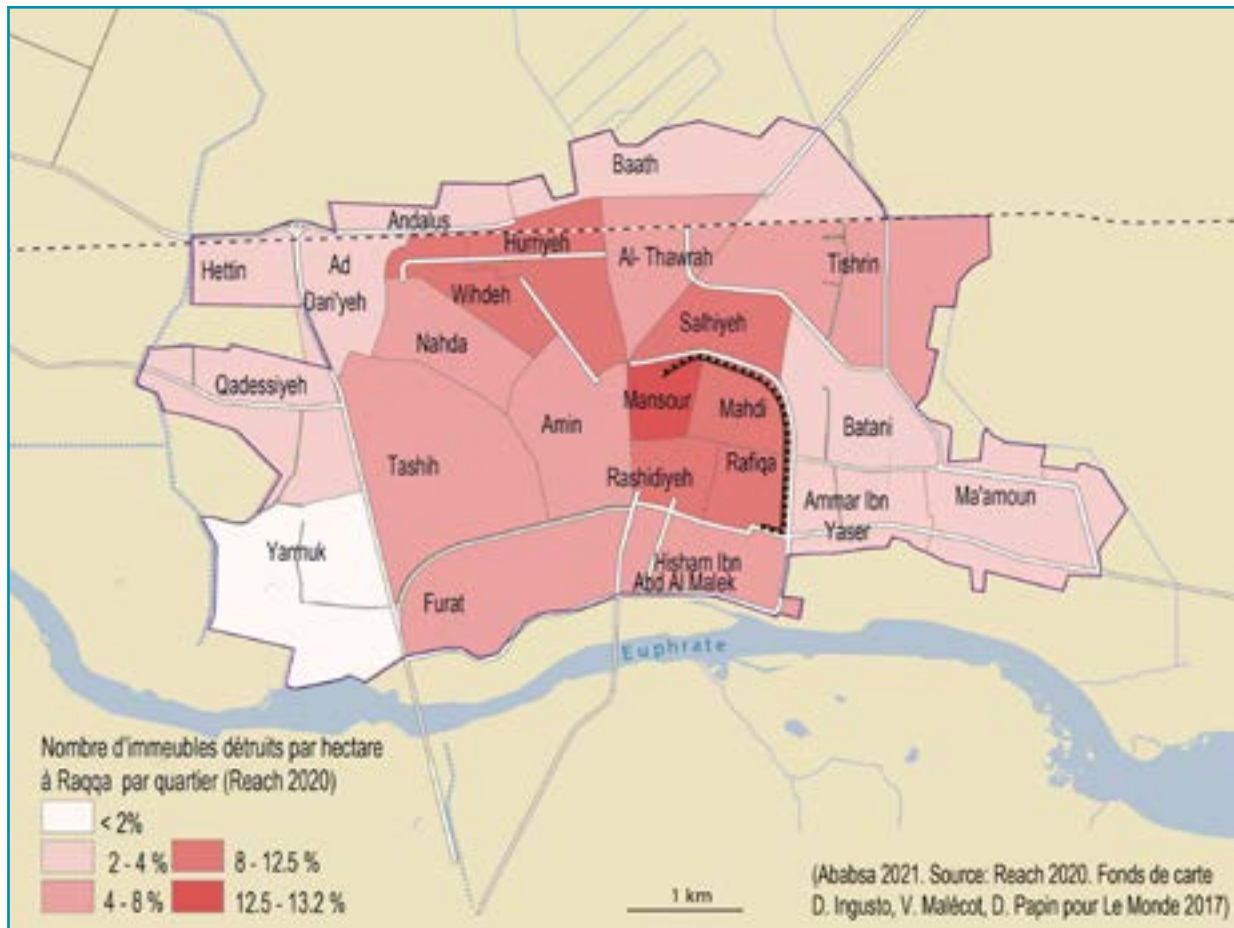 Baath
Andalus
Hurriyeh
Al- Thawrah
Tishrin
Hettin
Ad
Dari'yeh
Wihdeh
Salhiyeh
Nahda
Qadessiyeh
Mansour
Mahdi
Amin
Batani
Tashih
Rafiqa
Rashidiyeh
Ammar Ibn
Yaser
Ma'amoun
Yarmuk
Hisham Ibn
Abd Al Malek
Furat
Euphrate
Nombre d'immeubles détruits par hectare
à Raqqa par quartier (Reach 2020)
< 2%
2 - 4 %
8 - 12.5 %
4 - 8 %
12.5 - 13.2 %
1 km
(Ababsa 2021. Source: Reach 2020. Fonds de carte
D. Ingusto, V. Malécot, D. Papin pour Le Monde 2017)